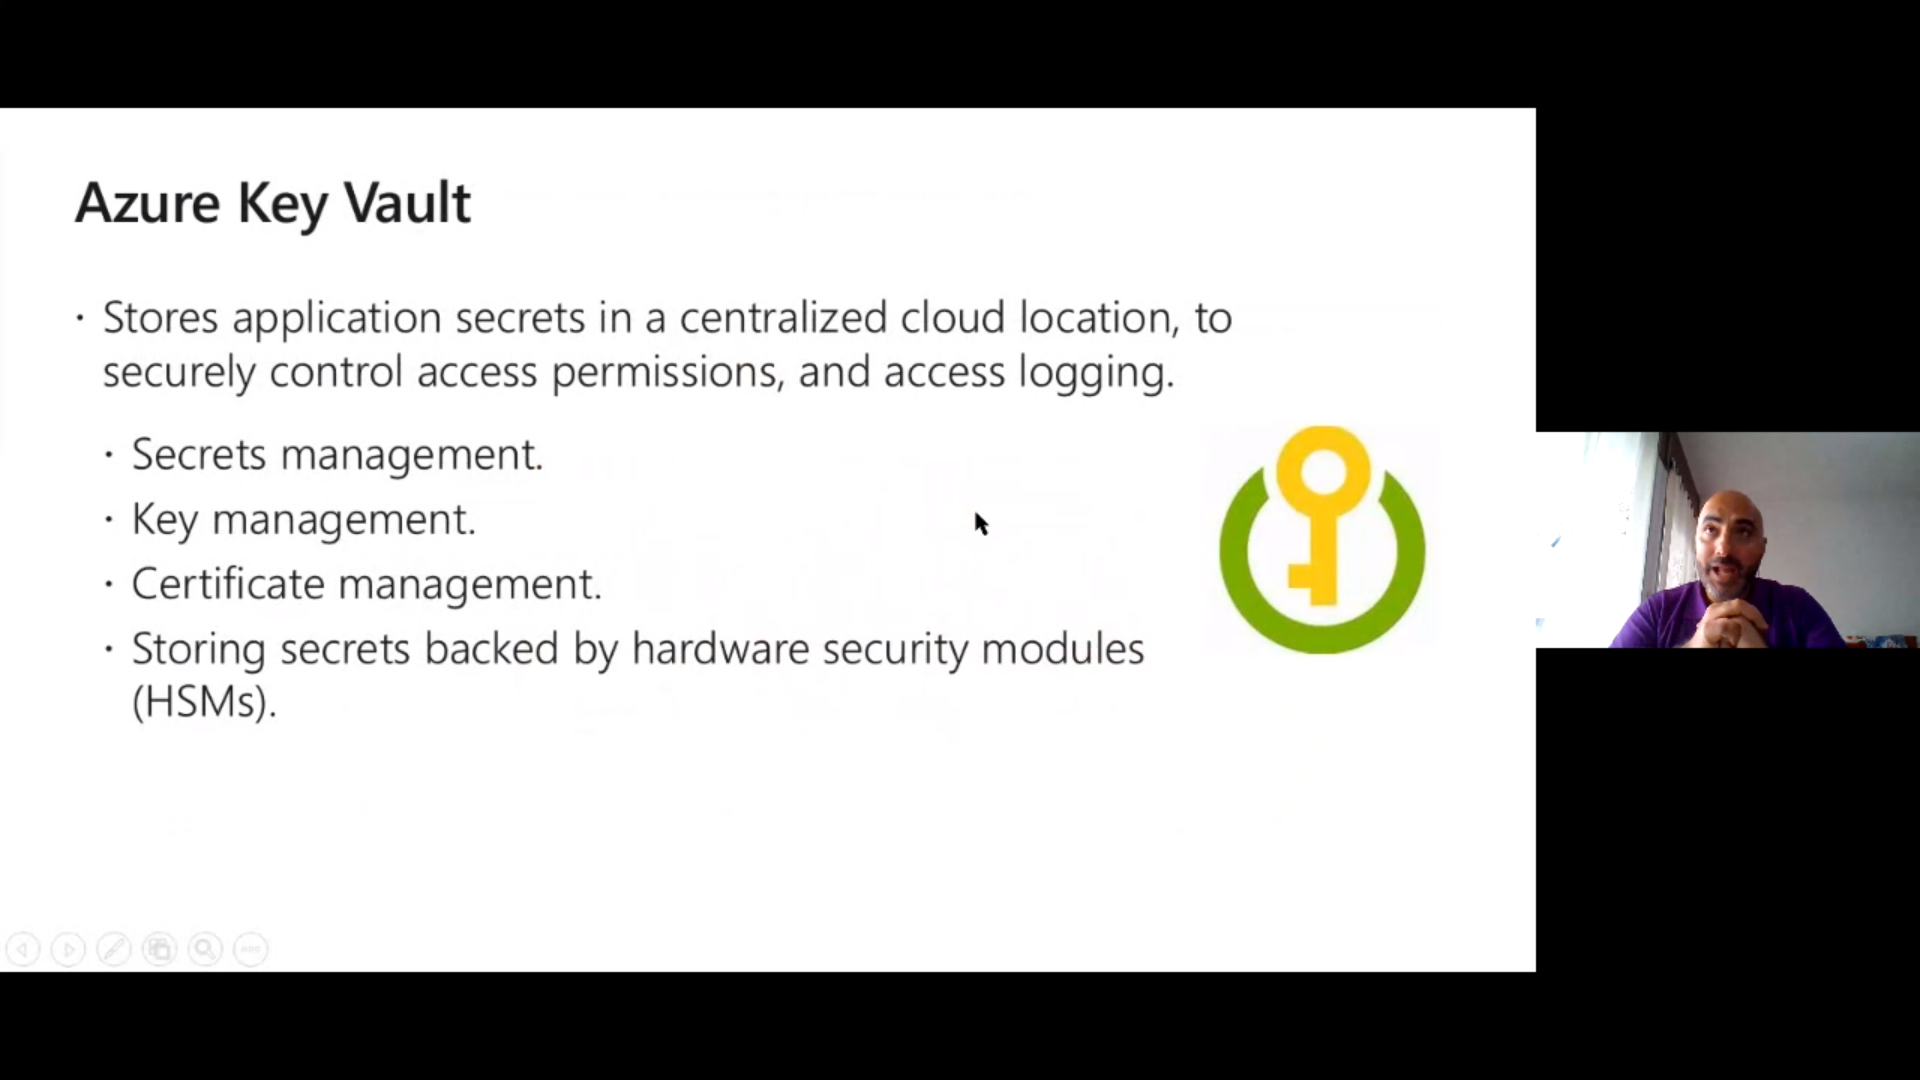 Azure Key Vault
· Stores application secrets in a centralized cloud location, to
securely control access permissions, and access logging.
· Secrets management.
· Key management.
· Certificate management.
· Storing secrets backed by hardware security modules
(HSMs).